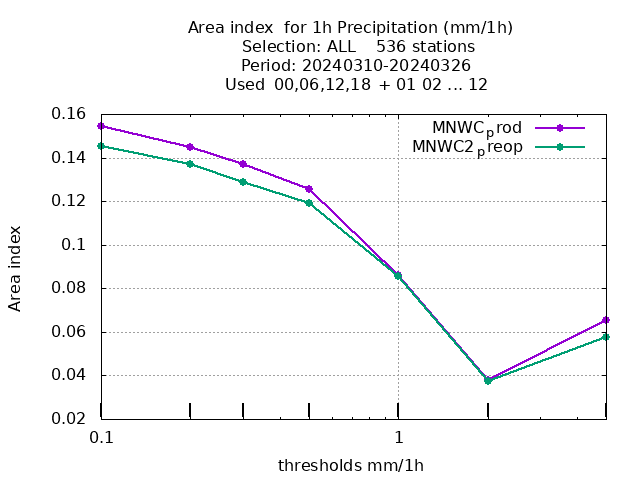 Area index  for 1h Precipitation (mm/1h)
Selection: ALL    536 stations
Period: 20240310-20240326
Used  00,06,12,18  + 01 02 ... 12
MNWCprod
MNWC2preop
0.16
0.14
0.12
0.1
0.08
0.06
0.04
0.02
Area index
0.1
1
thresholds mm/1h